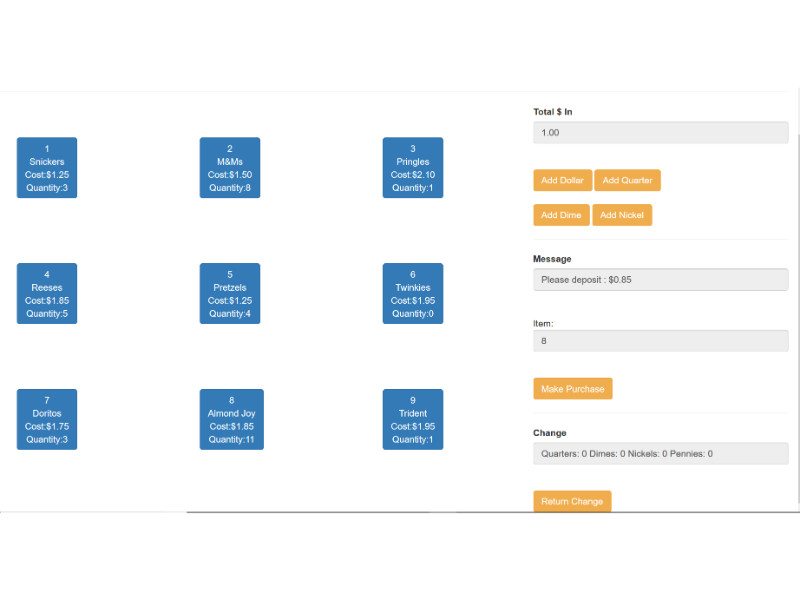 1
Snickers
Cost:$1.25
Quantity:3
2
M&Ms
Cost:$1.50
Quantity:8
3
Pringles
Cost:$2.10
Quantity:1
4
Reeses
Cost:$1.85
Quantity:5
5
Pretzels
Cost:$1.25
Quantity:4
6
Twinkies
Cost:$1.95
Quantity:0
7
Doritos
Cost:$1.75
Quantity:3
8
Almond Joy
Cost:$1.85
Quantity:11
9
Trident
Cost:$1.95
Quantity:1
Total $ In
1.00
Add Dollar Add Quarter
Add Dime Add Nickel
Message
Please deposit : $0.85
Item:
8
Make Purchase
Change
Quarters: 0 Dimes: 0 Nickels: 0 Pennies: 0
Return Change